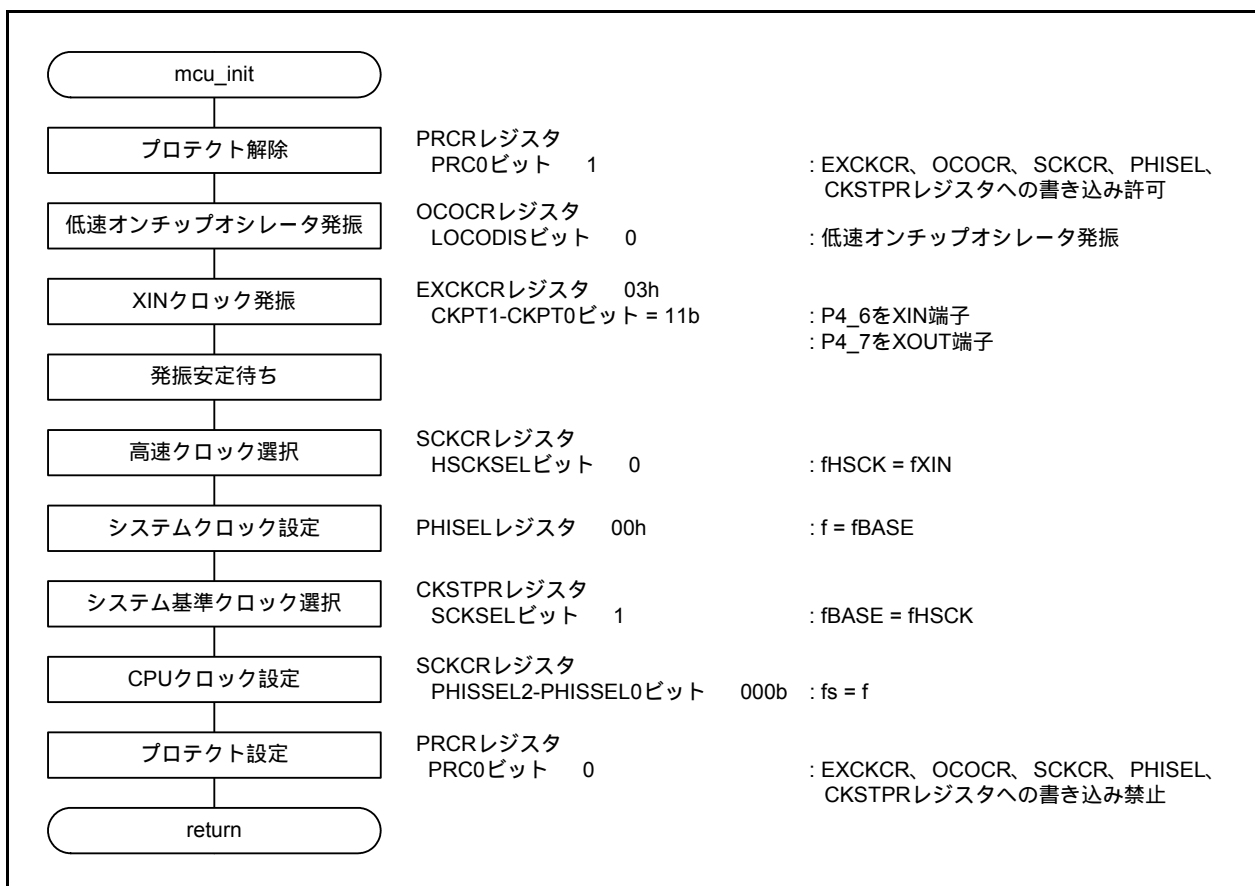 mcu_init
プロテクト解除
PRCRレジスタ
PRC0ビット 1 : EXCKCR、OCOCR、SCKCR、PHISEL、
CKSTPRレジスタへの書き込み許可
低速オンチップオシレータ発振
OCOCRレジスタ
LOCODISビット 0 : 低速オンチップオシレータ発振
XINクロック発振
EXCKCRレジスタ 03h
CKPT1-CKPT0ビット = 11b : P4_6をXIN端子
: P4_7をXOUT端子
発振安定待ち
高速クロック選択
SCKCRレジスタ
HSCKSELビット 0 : fHSCK = fXIN
システムクロック設定
PHISELレジスタ 00h : f = fBASE
システム基準クロック選択
CKSTPRレジスタ
SCKSELビット 1 : fBASE = fHSCK
CPUクロック設定
SCKCRレジスタ
PHISSEL2-PHISSEL0ビット 000b : fs = f
プロテクト設定
PRCRレジスタ
PRC0ビット 0 : EXCKCR、OCOCR、SCKCR、PHISEL、
CKSTPRレジスタへの書き込み禁止
return